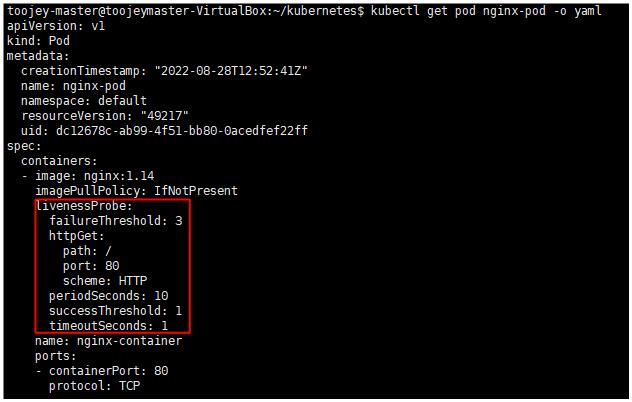 toojey-master@toojeymaster-VirtualBox:~/kubernetes$ kubectl get pod nginx-pod -o yaml
apiVersion: v1
kind: Pod
metadata:
  creationTimestamp: "2022-08-28T12:52:41Z"
  name: nginx-pod
  namespace: default
  resourceVersion: "49217"
  uid: dc12678c-ab99-4f51-bb80-0acedfef22ff
spec:
  containers:
  - image: nginx:1.14
    imagePullPolicy: IfNotPresent
    livenessProbe:
      failureThreshold: 3
      httpGet:
        path: /
        port: 80
        scheme: HTTP
      periodSeconds: 10
      successThreshold: 1
      timeoutSeconds: 1
    name: nginx-container
    ports:
    - containerPort: 80
      protocol: TCP